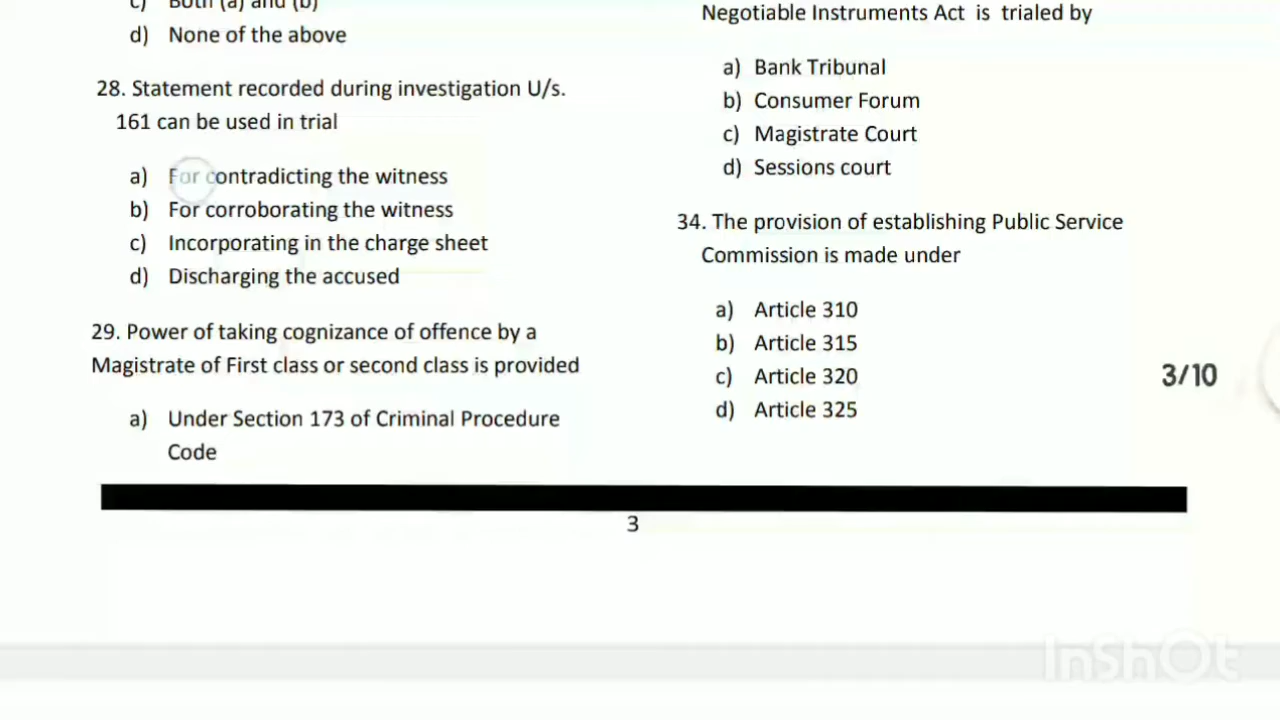 c) Both (a) and (b)
d) None of the above
28. Statement recorded during investigation U/s.
161 can be used in trial
a) For contradicting the witness
b) For corroborating the witness
c) Incorporating in the charge sheet
d) Discharging the accused
29. Power of taking cognizance of offence by a
Magistrate of First class or second class is provided
a) Under Section 173 of Criminal Procedure
Code
Negotiable Instruments Act is trialed by
a) Bank Tribunal
b) Consumer Forum
c) Magistrate Court
d) Sessions court
34. The provision of establishing Public Service
Commission is made under
a) Article 310
b) Article 315
c) Article 320
d) Article 325
3/10
3
InShOt